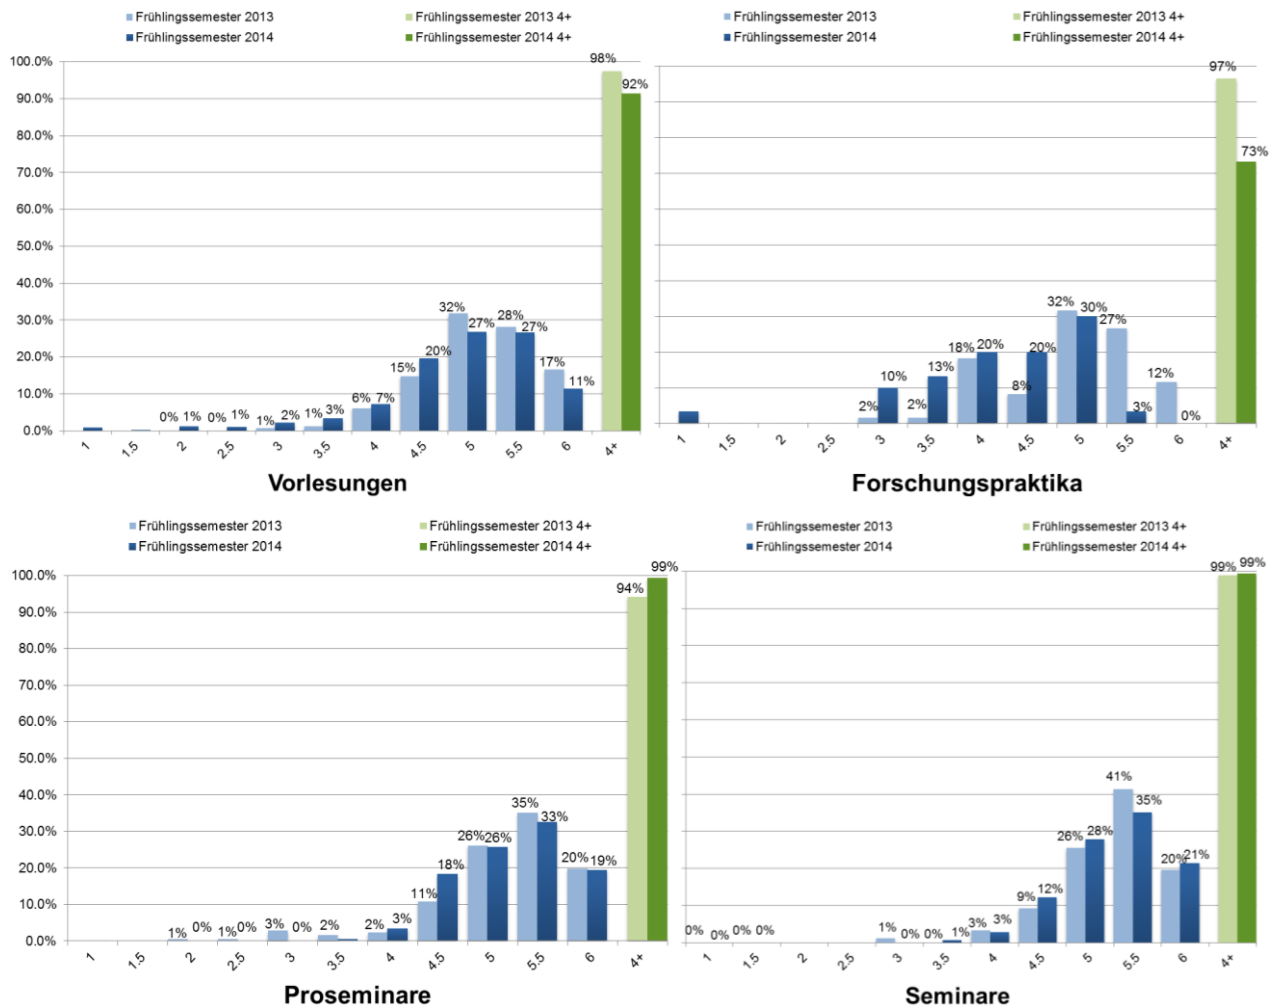 Frühlingssemester 2013 Frühlingssemester 2013 4+
Frühlingssemester 2014 Frühlingssemester 2014 4+
100.0%
90.0%
80.0%
70.0%
60.0%
50.0%
40.0%
30.0%
20.0%
10.0%
0.0%
0% 1% 0% 1% 1% 2% 1% 3% 6% 7% 15% 20% 32% 27% 28% 27% 17% 11% 98% 92%
1 1.5 2 2.5 3 3.5 4 4.5 5 5.5 6 4+
Vorlesungen
Frühlingssemester 2013 Frühlingssemester 2013 4+
Frühlingssemester 2014 Frühlingssemester 2014 4+
2% 10% 2% 13% 18% 20% 8% 20% 32% 30% 27% 3% 12% 0% 97% 73%
1 1.5 2 2.5 3 3.5 4 4.5 5 5.5 6 4+
Forschungspraktika
Frühlingssemester 2013 Frühlingssemester 2013 4+
Frühlingssemester 2014 Frühlingssemester 2014 4+
100.0%
90.0%
80.0%
70.0%
60.0%
50.0%
40.0%
30.0%
20.0%
10.0%
0.0%
1% 0% 1% 0% 3% 0% 2% 2% 3% 11% 18% 26% 26% 35% 33% 20% 19% 94% 99%
1 1.5 2 2.5 3 3.5 4 4.5 5 5.5 6 4+
Proseminare
Frühlingssemester 2013 Frühlingssemester 2013 4+
Frühlingssemester 2014 Frühlingssemester 2014 4+
0% 0% 0% 0% 1% 0% 0% 1% 3% 3% 9% 12% 26% 28% 41% 35% 20% 21% 99% 99%
1 1.5 2 2.5 3 3.5 4 4.5 5 5.5 6 4+
Seminare